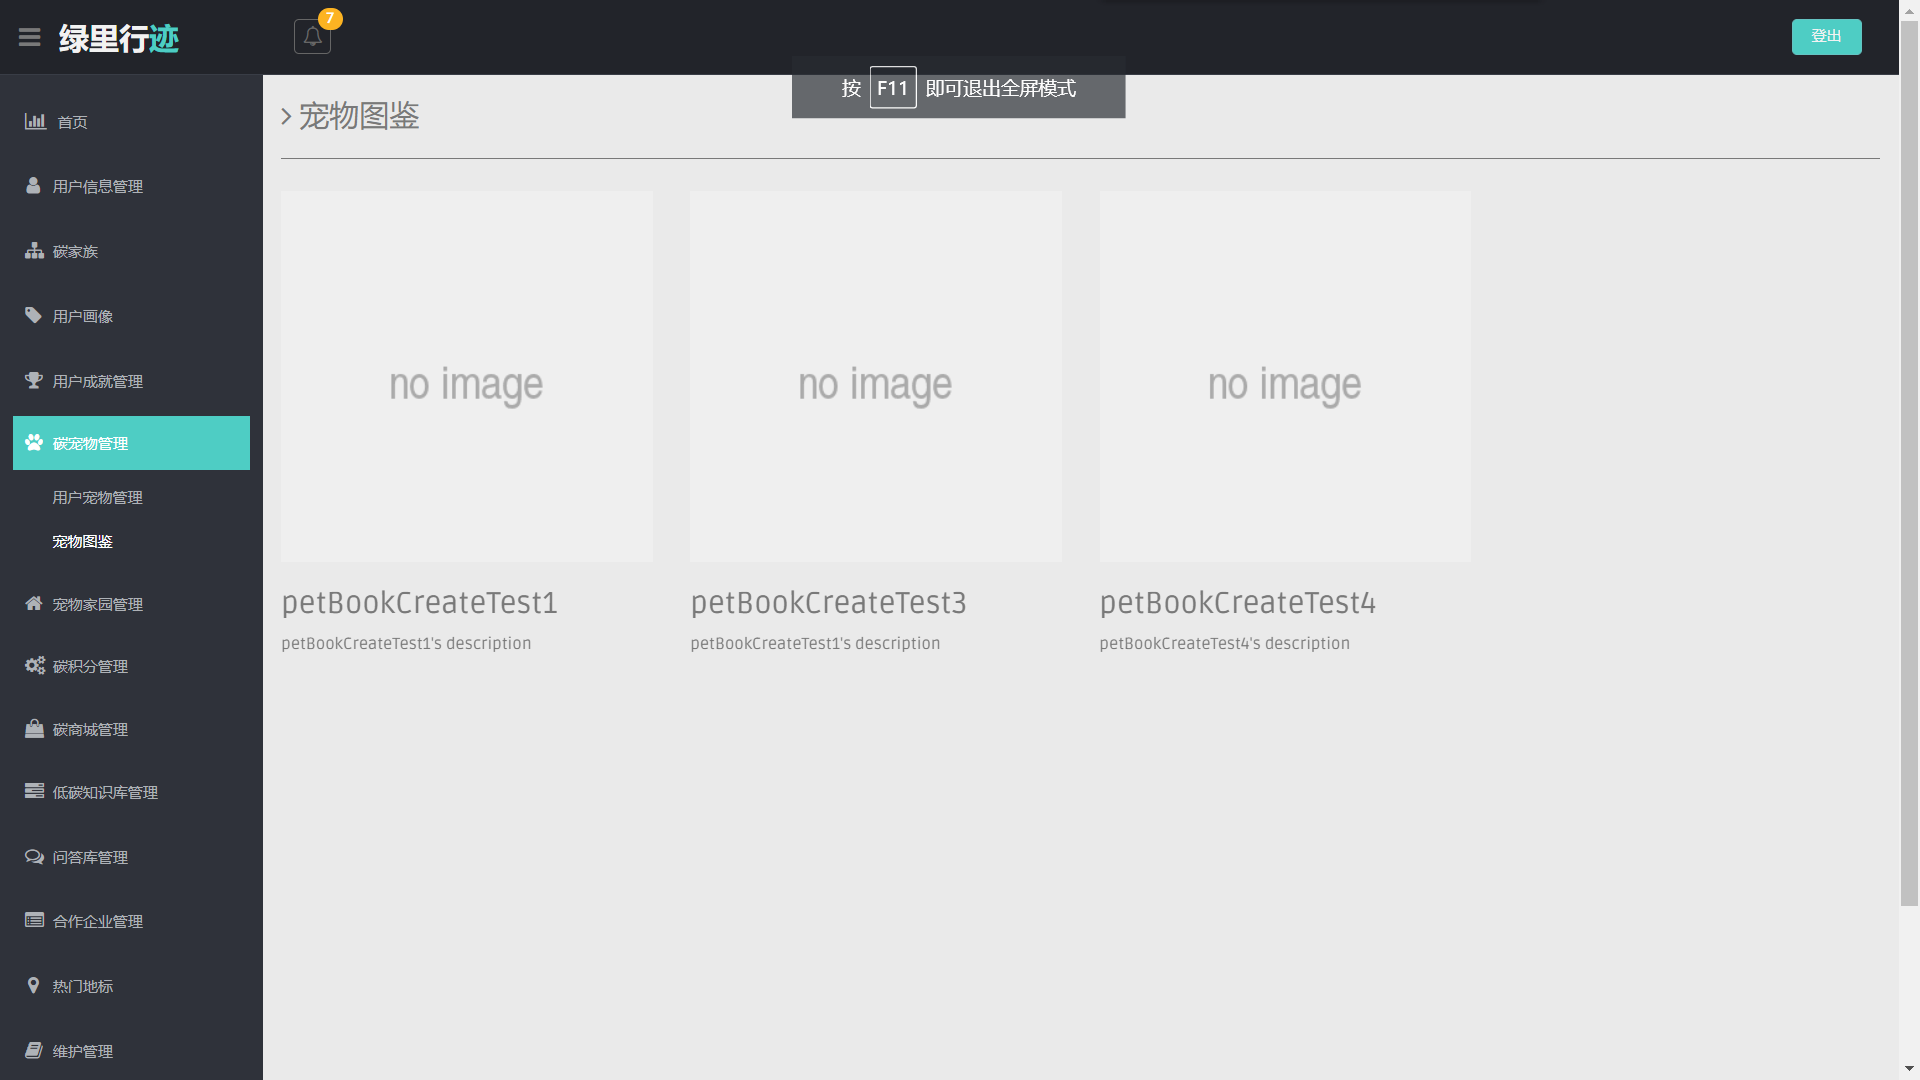 绿里行迹
7
登出
按 F11 即可退出全屏模式
首页
用户信息管理
碳家族
用户画像
用户成就管理
碳宠物管理
用户宠物管理
宠物图鉴
宠物家园管理
碳积分管理
碳商城管理
低碳知识库管理
问答库管理
合作企业管理
热门地标
维护管理
宠物图鉴
no image
no image
no image
petBookCreateTest1
petBookCreateTest1's description
petBookCreateTest3
petBookCreateTest1's description
petBookCreateTest4
petBookCreateTest4's description